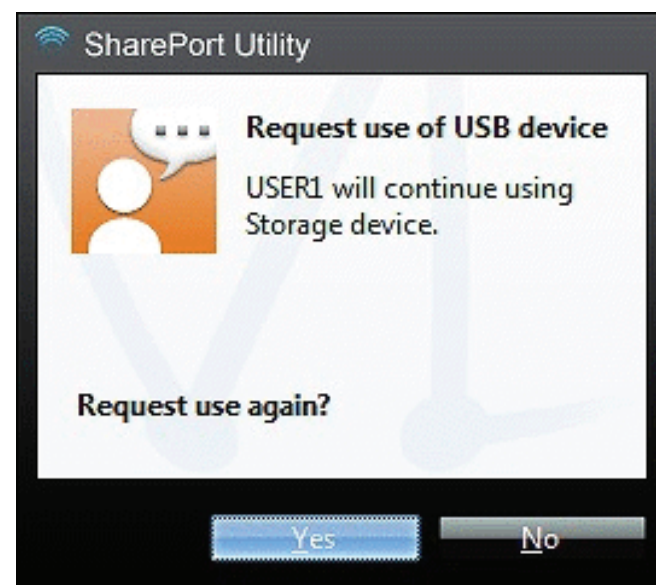 SharePort Utility
Request use of USB device
USER1 will continue using
Storage device.
Request use again?
Yes
No